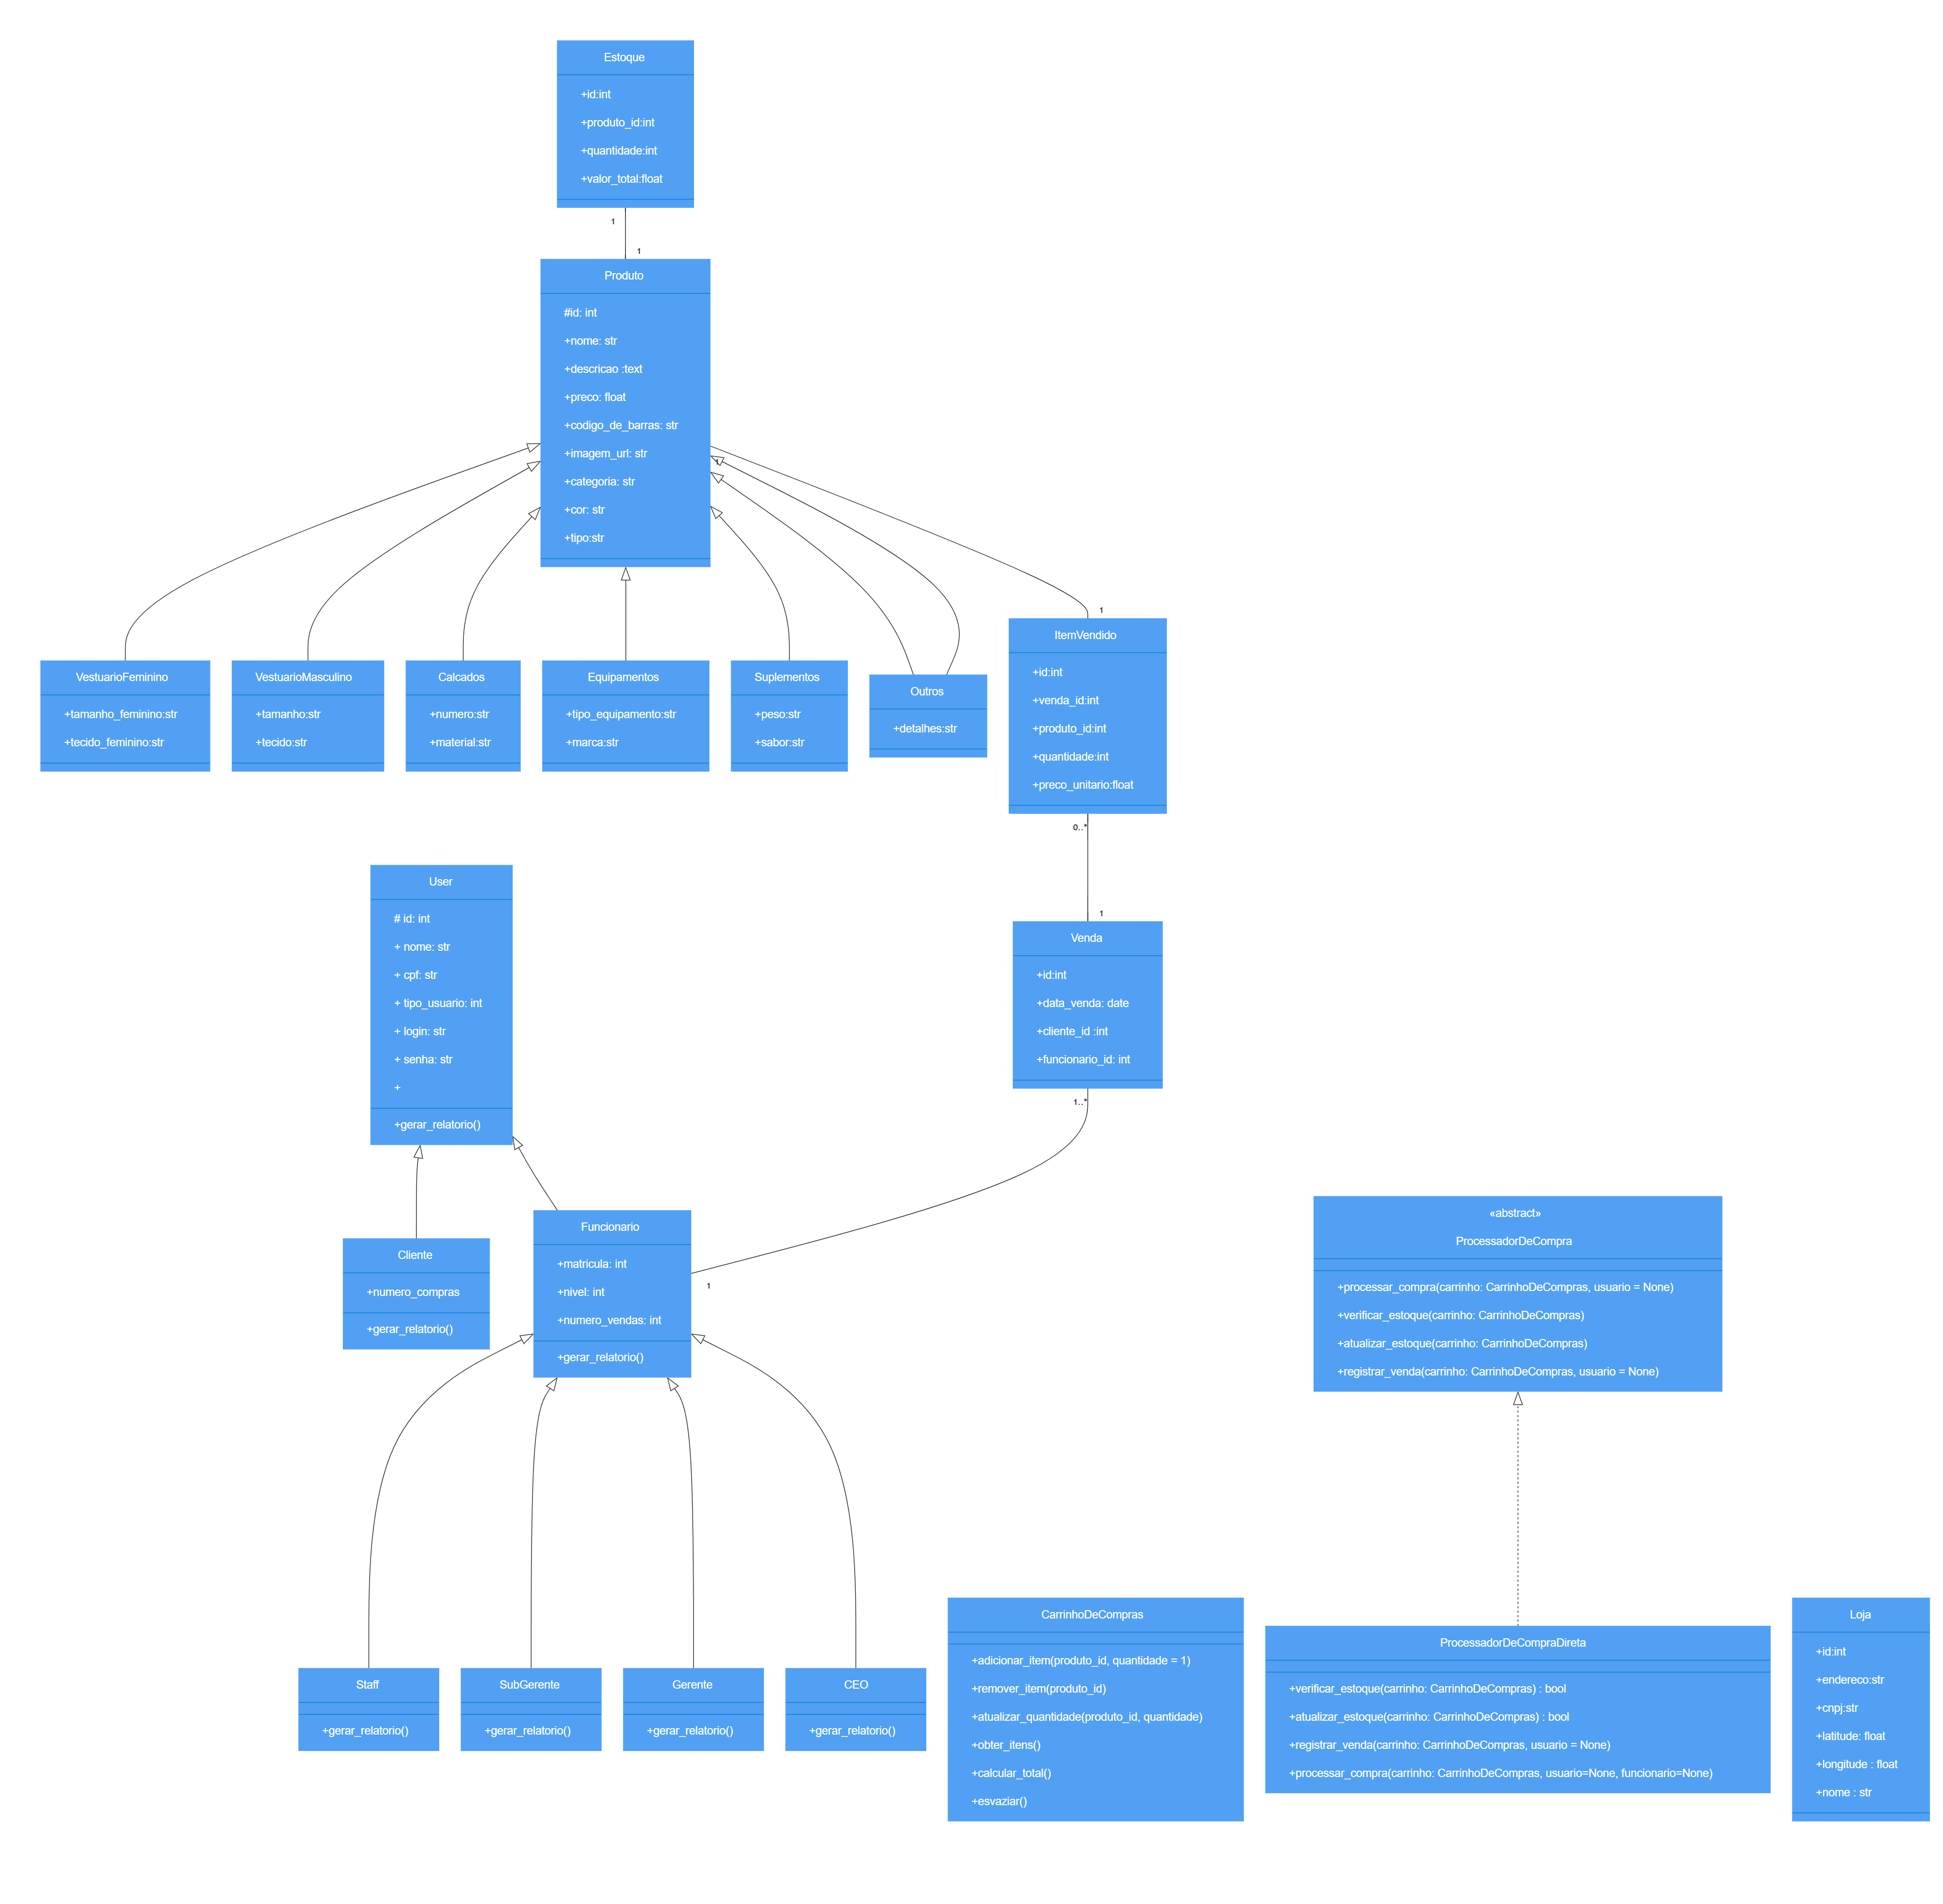 Estoque
+id:int
+produto_id:int
+quantidade:int
+valor_total:float
1
1
Produto
#id: int
+nome: str
+descricao :text
+preco: float
+codigo_de_barras: str
+imagem_url: str
+categoria: str
+cor: str
+tipo:str
1
1
VestuarioFeminino
+tamanho_feminino:str
+tecido_feminino:str
VestuarioMasculino
+tamanho:str
+tecido:str
Calcados
+numero:str
+material:str
Equipamentos
+tipo_equipamento:str
+marca:str
Suplementos
+peso:str
+sabor:str
Outros
+detalhes:str
ItemVendido
+id:int
+venda_id:int
+produto_id:int
+quantidade:int
+preco_unitario:float
0..*
1
User
# id: int
+ nome: str
+ cpf: str
+ tipo_usuario: int
+ login: str
+ senha: str
+
+gerar_relatorio()
Venda
+id:int
+data_venda: date
+cliente_id :int
+funcionario_id: int
1..*
1
Cliente
+numero_compras
+gerar_relatorio()
Funcionario
+matricula: int
+nivel: int
+numero_vendas: int
+gerar_relatorio()
«abstract»
ProcessadorDeCompra
+processar_compra(carrinho: CarrinhoDeCompras, usuario = None)
+verificar_estoque(carrinho: CarrinhoDeCompras)
+atualizar_estoque(carrinho: CarrinhoDeCompras)
+registrar_venda(carrinho: CarrinhoDeCompras, usuario = None)
Staff
+gerar_relatorio()
SubGerente
+gerar_relatorio()
Gerente
+gerar_relatorio()
CEO
+gerar_relatorio()
CarrinhoDeCompras
+adicionar_item(produto_id, quantidade = 1)
+remover_item(produto_id)
+atualizar_quantidade(produto_id, quantidade)
+obter_itens()
+calcular_total()
+esvaziar()
ProcessadorDeCompraDireta
+verificar_estoque(carrinho: CarrinhoDeCompras) : bool
+atualizar_estoque(carrinho: CarrinhoDeCompras) : bool
+registrar_venda(carrinho: CarrinhoDeCompras, usuario = None)
+processar_compra(carrinho: CarrinhoDeCompras, usuario=None, funcionario=None)
Loja
+id:int
+endereco:str
+cnpj:str
+latitude: float
+longitude : float
+nome : str